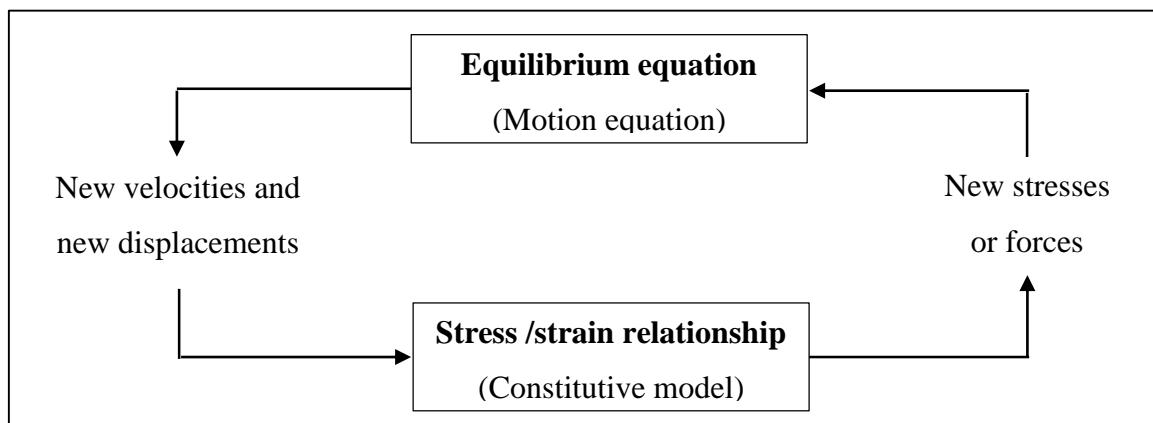 Equilibrium equation
(Motion equation)
New velocities and
new displacements
New stresses
or forces
Stress /strain relationship
(Constitutive model)